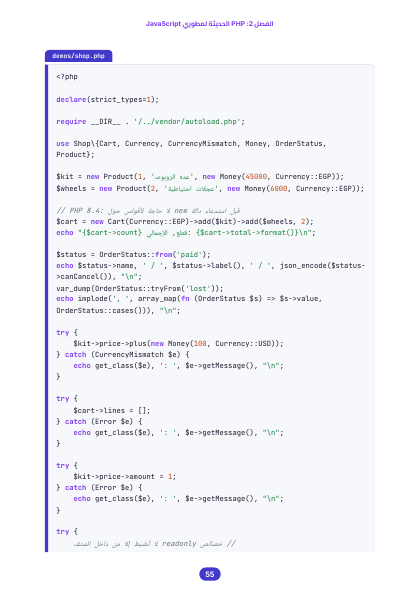 الفصل 2: PHP الحديثة لمطوري JavaScript
demos/shop.php
<?php
declare(strict_types=1);
require __DIR__ . '/../vendor/autoload.php';
use Shop\{Cart, Currency, CurrencyMismatch, Money, OrderStatus,
Product};
$kit = new Product(1, 'عدة الروبوت', new Money(45000, Currency::EGP));
$wheels = new Product(2, 'عجلات احتياطية', new Money(6000, Currency::EGP));
// PHP 8.4: لا حاجة لأقواس حول new قبل استدعاء دالة
$cart = new Cart(Currency::EGP)->add($kit)->add($wheels, 2);
echo "{$cart->count} قطع، الإجمالي: {$cart->total->format()}\n";
$status = OrderStatus::from('paid');
echo $status->name, ' / ', $status->label(), ' / ', json_encode($status-
>canCancel()), "\n";
var_dump(OrderStatus::tryFrom('lost'));
echo implode(', ', array_map(fn (OrderStatus $s) => $s->value,
OrderStatus::cases())), "\n";
try {
    $kit->price->plus(new Money(100, Currency::USD));
} catch (CurrencyMismatch $e) {
    echo get_class($e), ': ', $e->getMessage(), "\n";
}
try {
    $cart->lines = [];
} catch (Error $e) {
    echo get_class($e), ': ', $e->getMessage(), "\n";
}
try {
    $kit->price->amount = 1;
} catch (Error $e) {
    echo get_class($e), ': ', $e->getMessage(), "\n";
}
try {
    // خصائص readonly لا تُضبط إلا من داخل الصنف
55